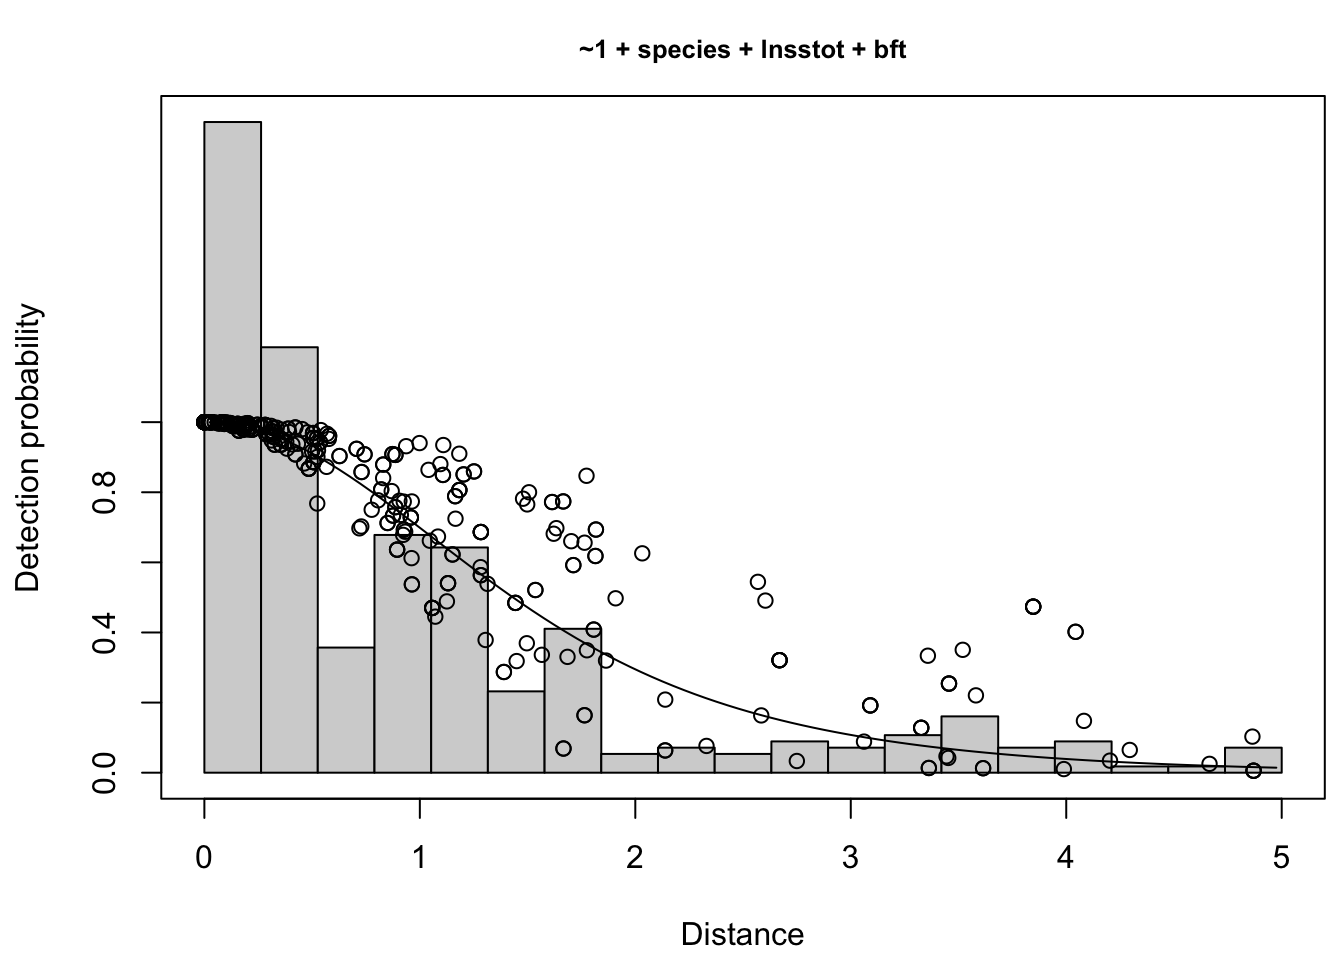 ~1 + species + lnsstot + bft
Detection probability
0.8
0.4
0.0
0 1 2 3 4 5
Distance